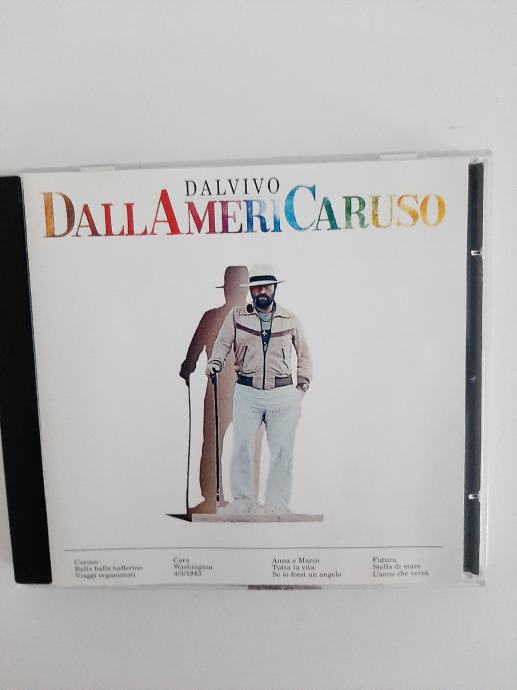 DALVIVO
DALLAMERICARUSO
Caruso
Balla balla ballerino
Viaggi organizzati
Cara
Washington
4/3/1943
Anna e Marco
Tutta la vita
Se io fossi un angelo
Futura
Stella di mare
L'anno che verrà